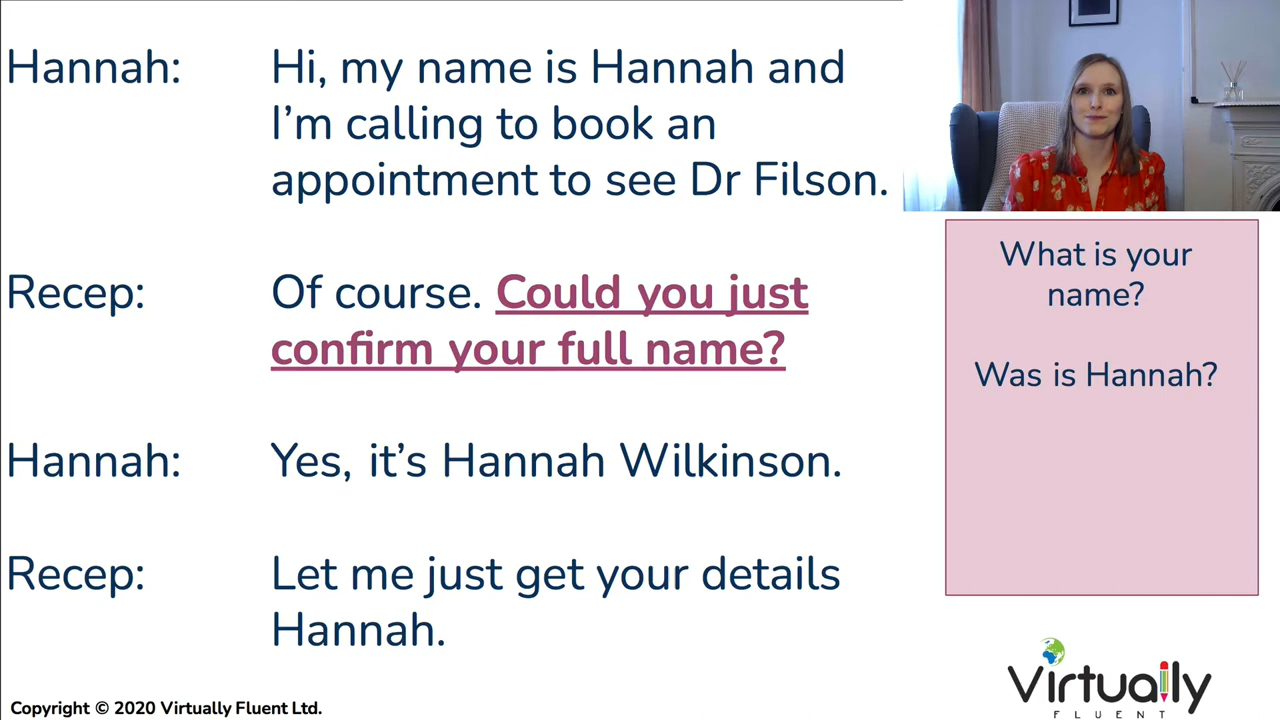 Hannah: Hi, my name is Hannah and
I’m calling to book an
appointment to see Dr Filson.
Recep: Of course. Could you just
confirm your full name?
Hannah: Yes, it’s Hannah Wilkinson.
Recep: Let me just get your details
Hannah.
What is your
name?
Was is Hannah?
Virtually
FLUENT
Copyright © 2020 Virtually Fluent Ltd.